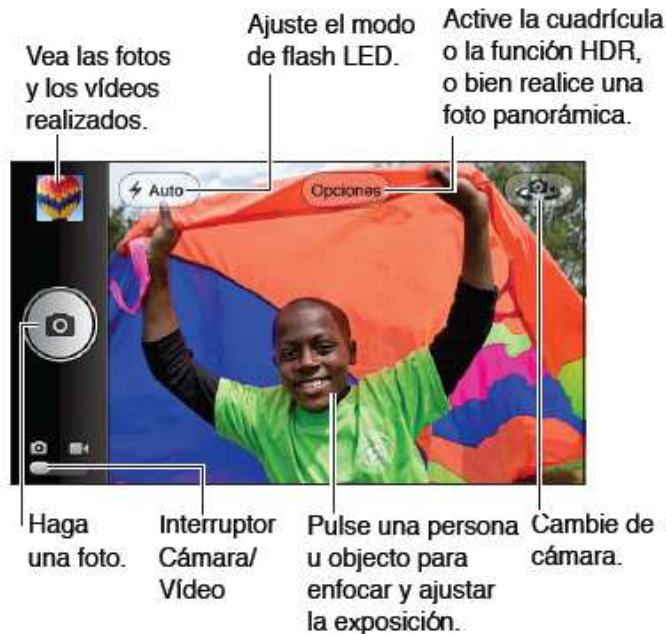 Vea las fotos
y los vídeos
realizados.
Ajuste el modo
de flash LED.
Active la cuadrícula
o la función HDR,
o bien realice una
foto panorámica.
Auto
Opciones
Haga
una foto.
Interruptor
Cámara/
Vídeo
Pulse una persona
u objecto para
enfocar y ajustar
la exposición.
Cambie de
cámara.